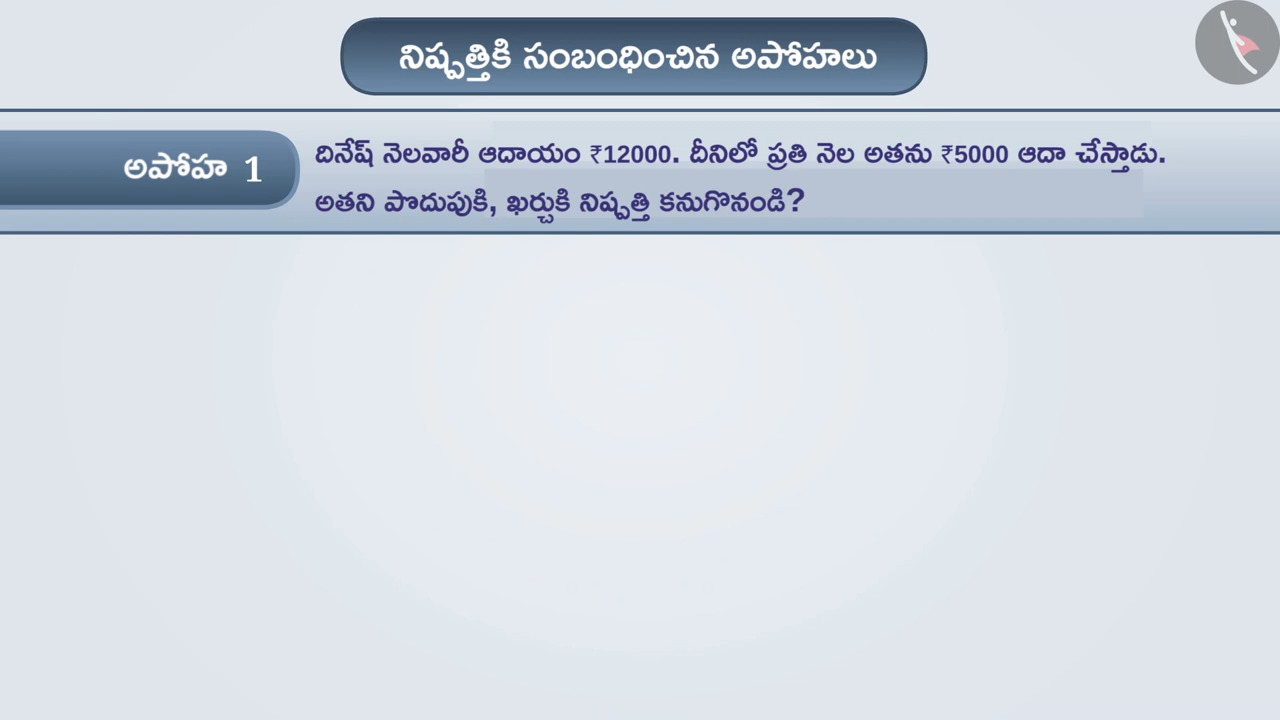 నిష్పత్తికి సంబంధించిన అపోహలు
అపోహ 1
దినేష్ నెలవారీ ఆదాయం ₹12000. దీనిలో ప్రతి నెల అతను ₹5000 ఆదా చేస్తాడు.
అతని పొదుపుకి, ఖర్చుకి నిష్పత్తి కనుగొనండి?